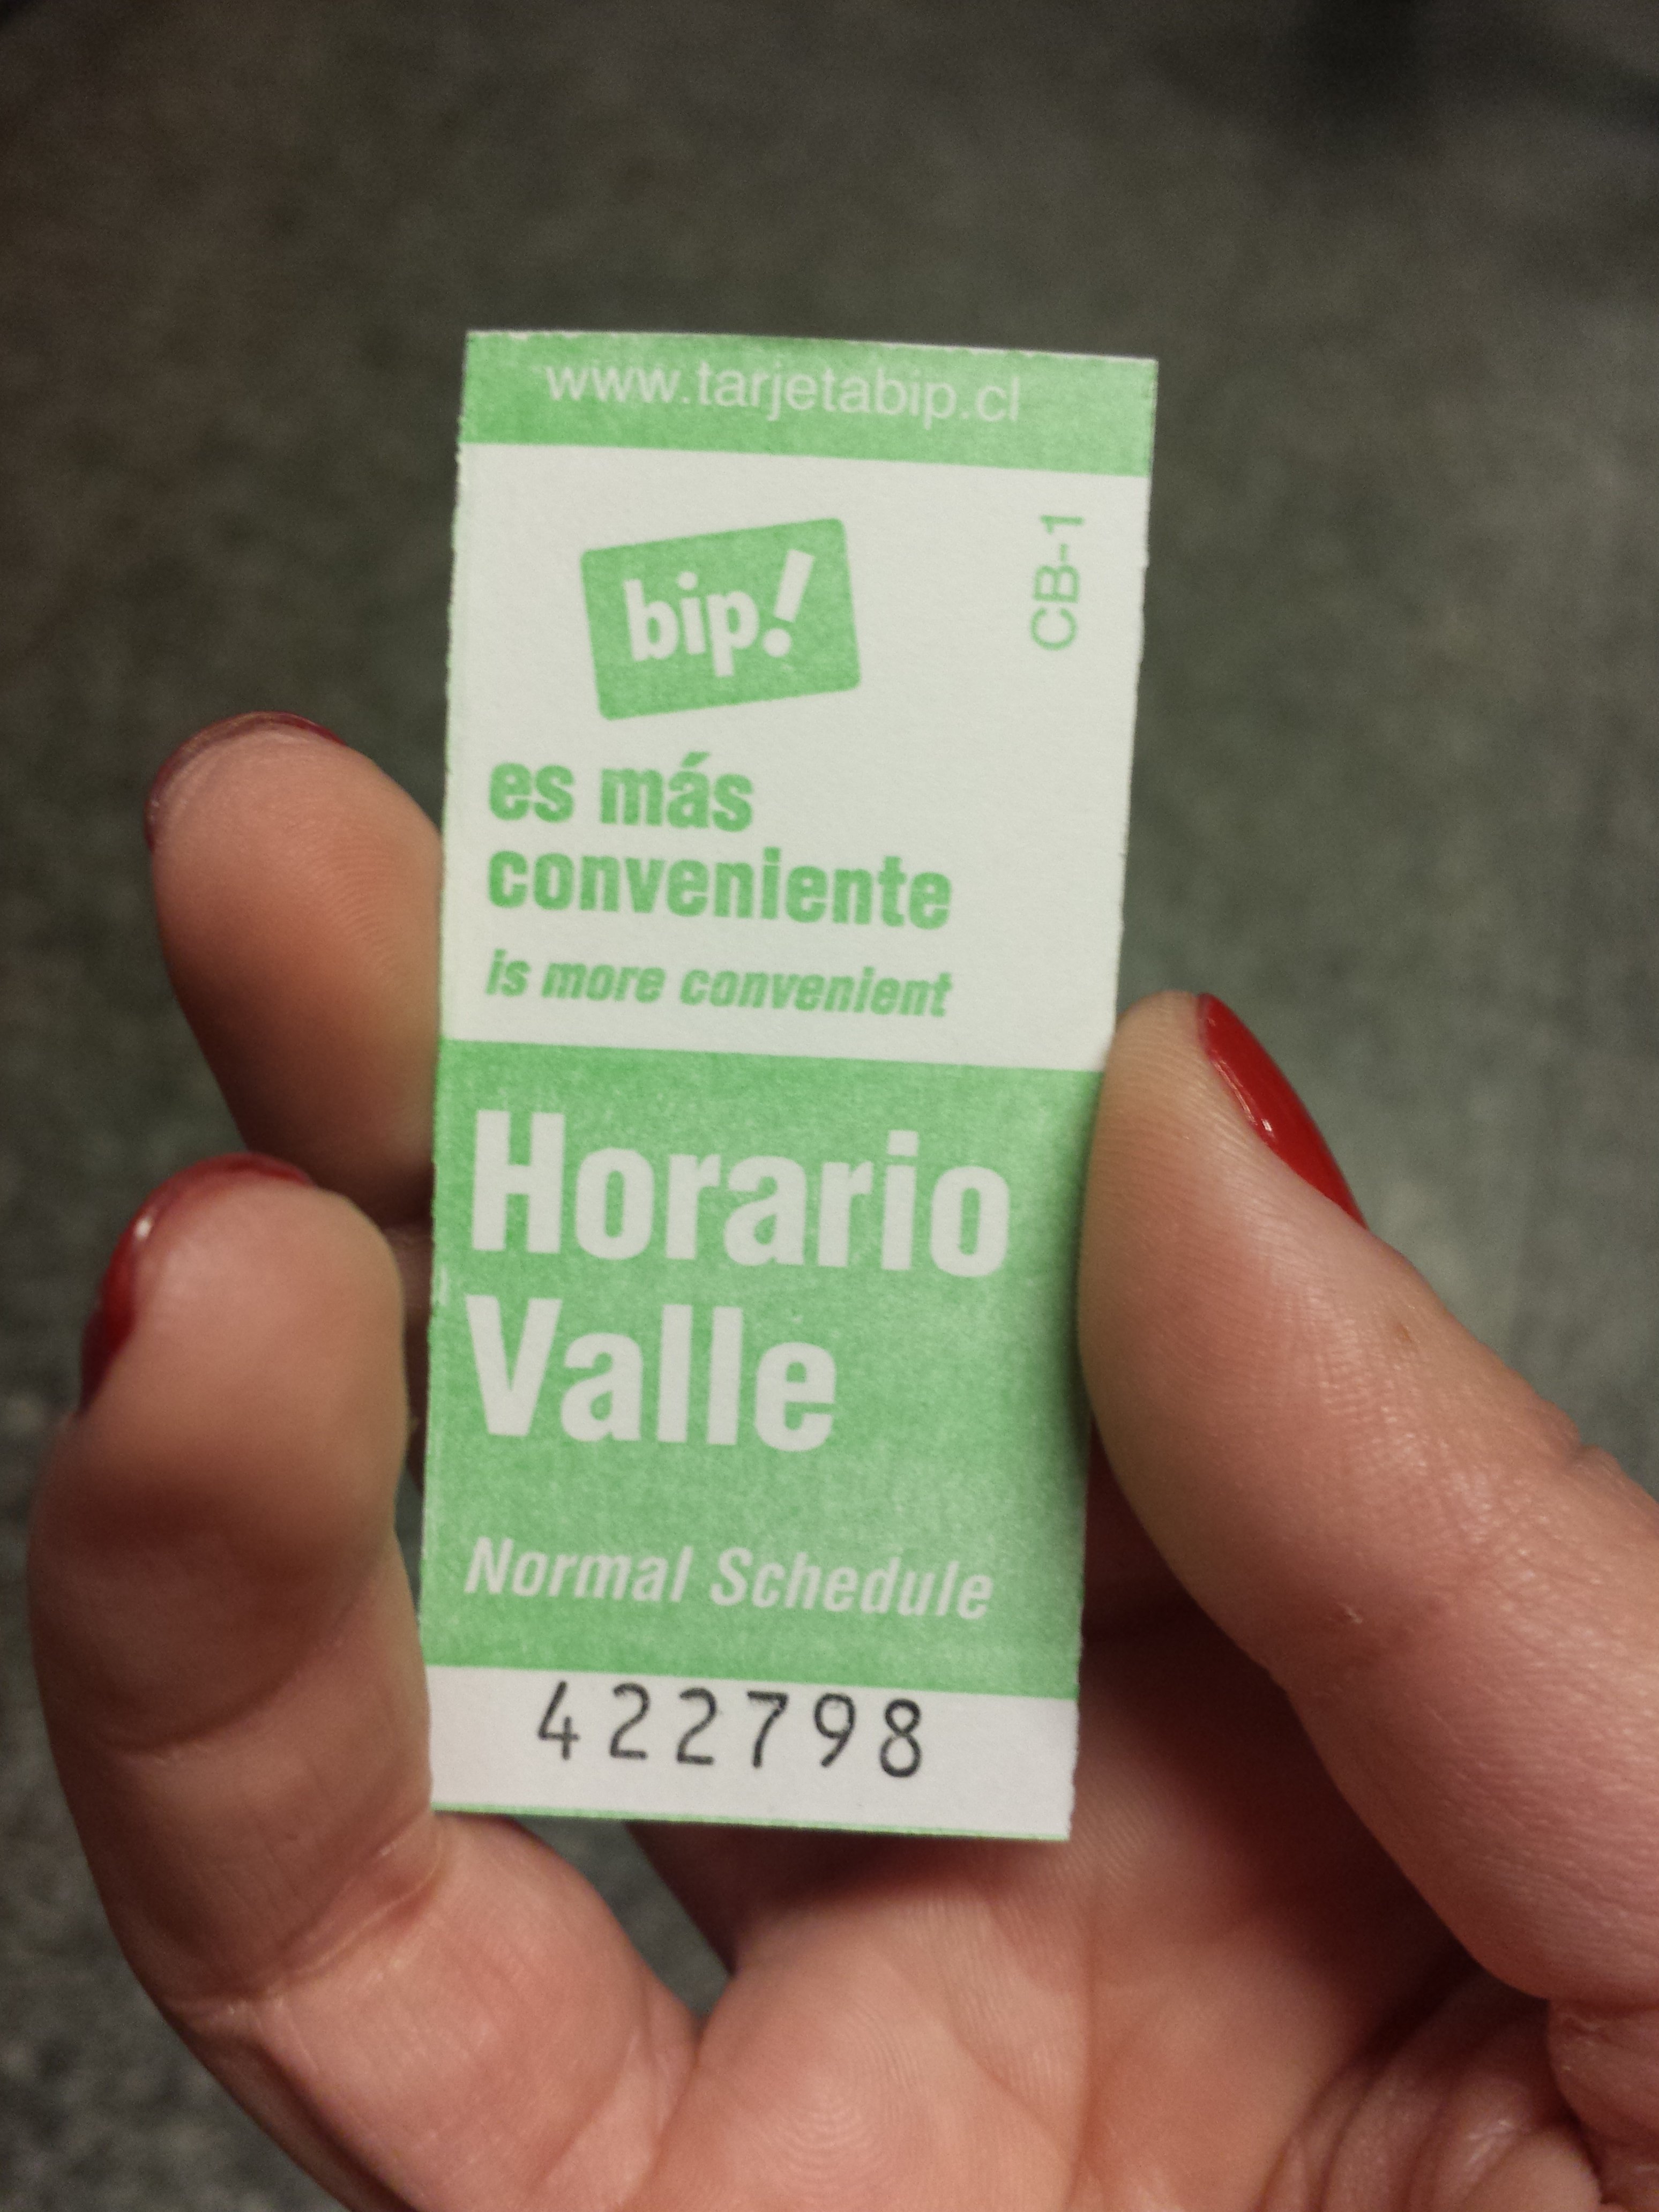 www.tarjetabip.cl
CB-1
bip!
es más
conveniente
is more convenient
Horario
Valle
Normal Schedule
422798